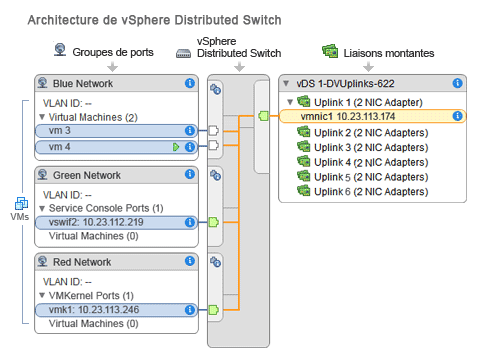 Architecture de vSphere Distributed Switch
Groupes de ports
vSphere
Distributed Switch
Liaisons montantes
Blue Network
VLAN ID: --
Virtual Machines (2)
vm 3
vm 4
Green Network
VLAN ID: --
Service Console Ports (1)
vswif2: 10.23.112.219
Virtual Machines (0)
Red Network
VLAN ID: --
VMKernel Ports (1)
vmk1: 10.23.113.246
Virtual Machines (0)
VMs
vDS 1-DVUplinks-622
Uplink 1 (2 NIC Adapter)
vmnic1 10.23.113.174
Uplink 2 (2 NIC Adapters)
Uplink 3 (2 NIC Adapters)
Uplink 4 (2 NIC Adapters)
Uplink 5 (2 NIC Adapters)
Uplink 6 (2 NIC Adapters)